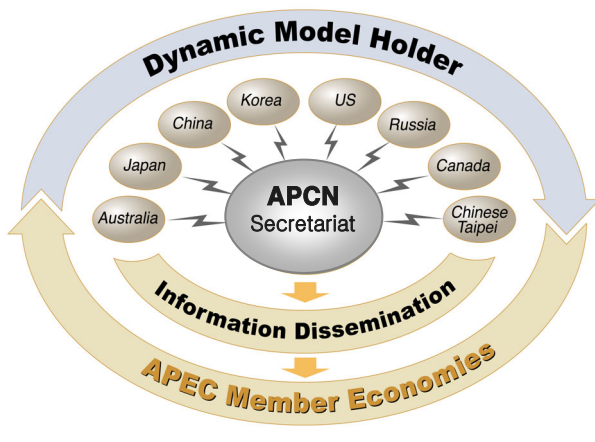 Dynamic Model Holder
Korea
US
China
Russia
Japan
Canada
Australia
Chinese
Taipei
APCN
Secretariat
Information Dissemination
APEC Member Economies